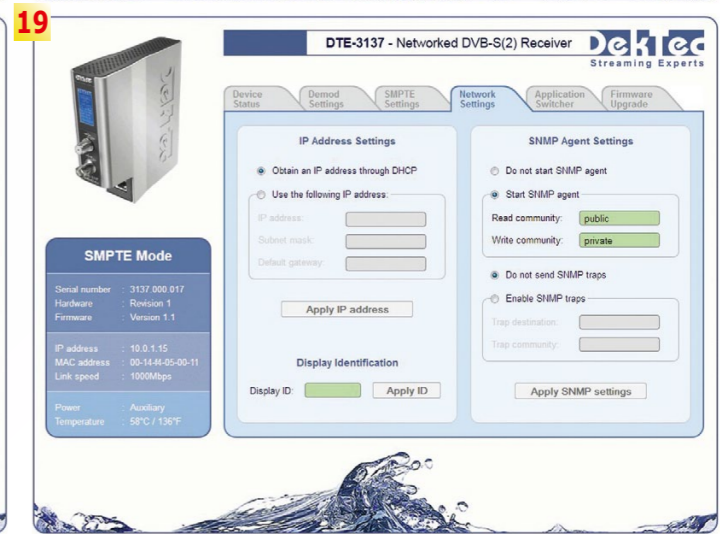 19
DTE-3137 - Networked DVB-S(2) Receiver
DekTec
Streaming Experts
Device Status
Demod Settings
SMPTE Settings
Network Settings
Application Switcher
Firmware Upgrade
IP Address Settings
Obtain an IP address through DHCP
Use the following IP address:
IP address:
Subnet mask:
Default gateway:
Apply IP address
Display Identification
Display ID:
Apply ID
SNMP Agent Settings
Do not start SNMP agent
Start SNMP agent
Read community: public
Write community: private
Do not send SNMP traps
Enable SNMP traps
Trap destination:
Trap community:
Apply SNMP settings
DekTec
SMPTE Mode
Serial number : 3137.000.017
Hardware : Revision 1
Firmware : Version 1.1
IP address : 10.0.1.15
MAC address : 00-14-f4-05-00-11
Link speed : 1000Mbps
Power : Auxiliary
Temperature : 58°C / 136°F